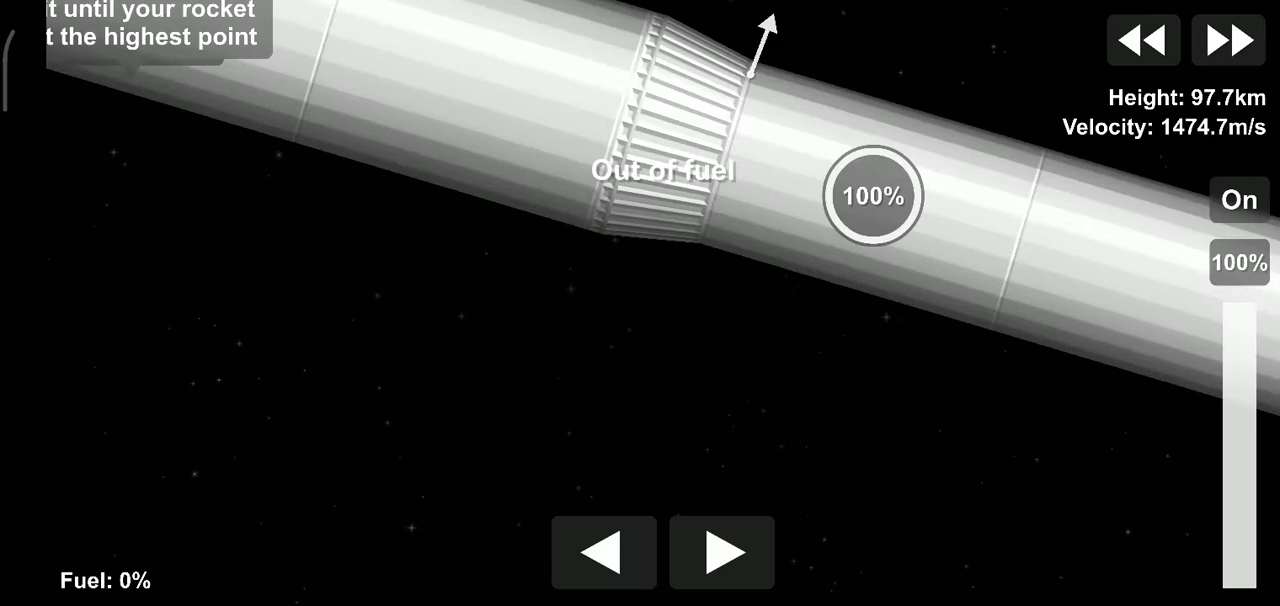 t until your rocket
t the highest point
Height: 97.7km
Velocity: 1474.7m/s
Out of fuel
100%
On
100%
Fuel: 0%